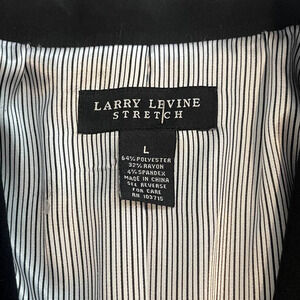 LARRY LEVINE
STRETCH
L
64% POLYESTER
32% RAYON
4% SPANDEX
MADE IN CHINA
SEE REVERSE
FOR CARE
RN 103715